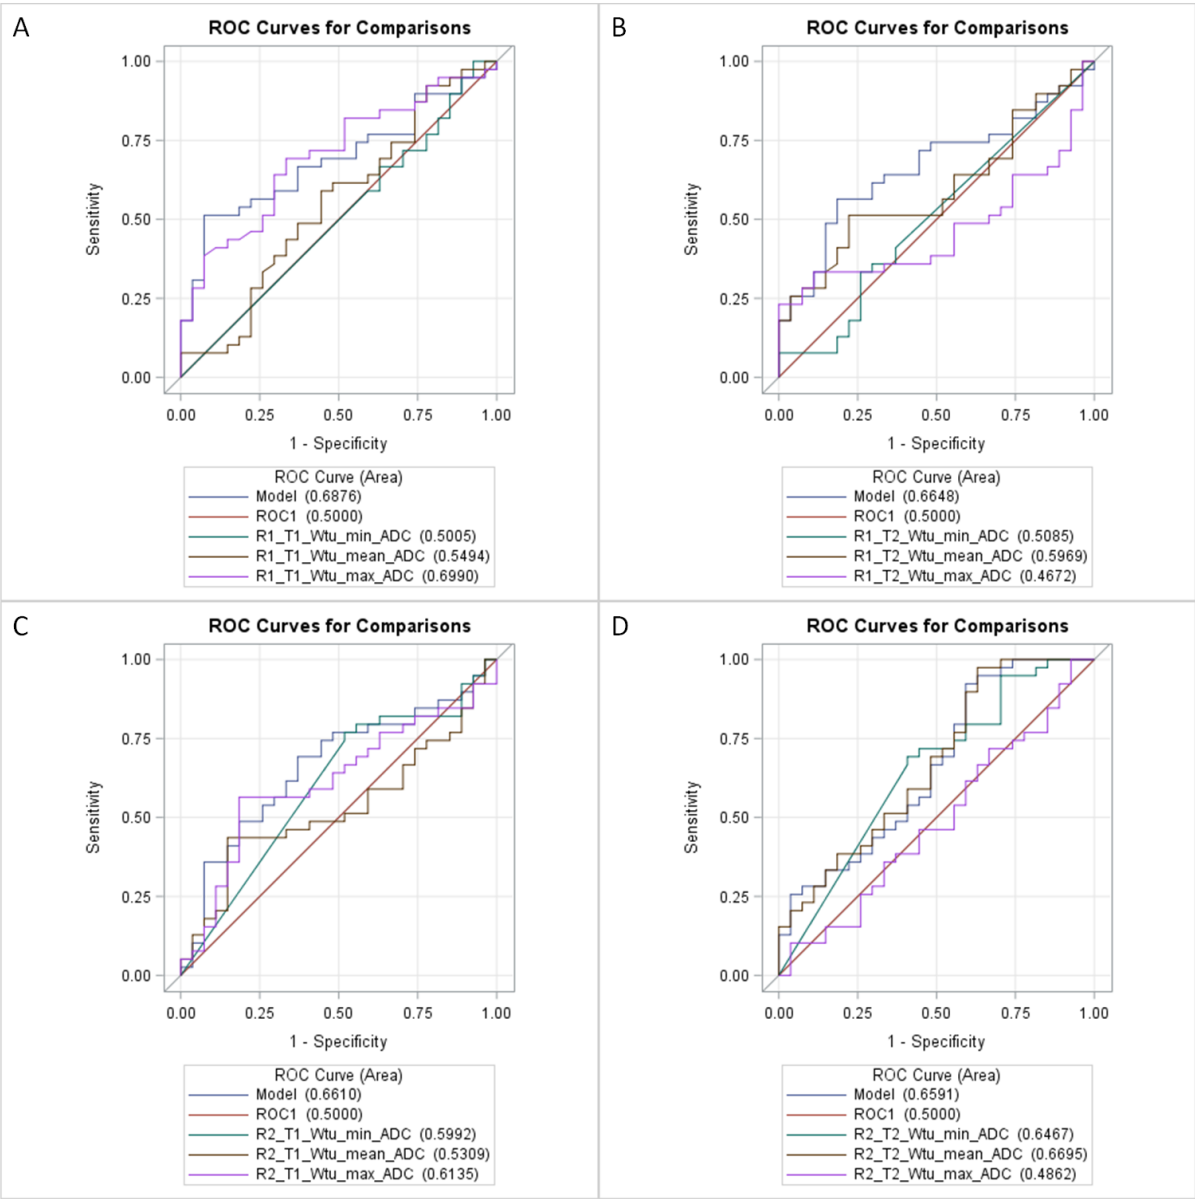 A
ROC Curves for Comparisons
1.00
0.75
0.50
0.25
0.00
Sensitivity
0.00 0.25 0.50 0.75 1.00
1 - Specificity
ROC Curve (Area)
Model (0.6876)
ROC1 (0.5000)
R1_T1_Wtu_min_ADC (0.5005)
R1_T1_Wtu_mean_ADC (0.5494)
R1_T1_Wtu_max_ADC (0.6990)
B
ROC Curves for Comparisons
1.00
0.75
0.50
0.25
0.00
Sensitivity
0.00 0.25 0.50 0.75 1.00
1 - Specificity
ROC Curve (Area)
Model (0.6648)
ROC1 (0.5000)
R1_T2_Wtu_min_ADC (0.5085)
R1_T2_Wtu_mean_ADC (0.5969)
R1_T2_Wtu_max_ADC (0.4672)
C
ROC Curves for Comparisons
1.00
0.75
0.50
0.25
0.00
Sensitivity
0.00 0.25 0.50 0.75 1.00
1 - Specificity
ROC Curve (Area)
Model (0.6610)
ROC1 (0.5000)
R2_T1_Wtu_min_ADC (0.5992)
R2_T1_Wtu_mean_ADC (0.5309)
R2_T1_Wtu_max_ADC (0.6135)
D
ROC Curves for Comparisons
1.00
0.75
0.50
0.25
0.00
Sensitivity
0.00 0.25 0.50 0.75 1.00
1 - Specificity
ROC Curve (Area)
Model (0.6591)
ROC1 (0.5000)
R2_T2_Wtu_min_ADC (0.6467)
R2_T2_Wtu_mean_ADC (0.6695)
R2_T2_Wtu_max_ADC (0.4862)